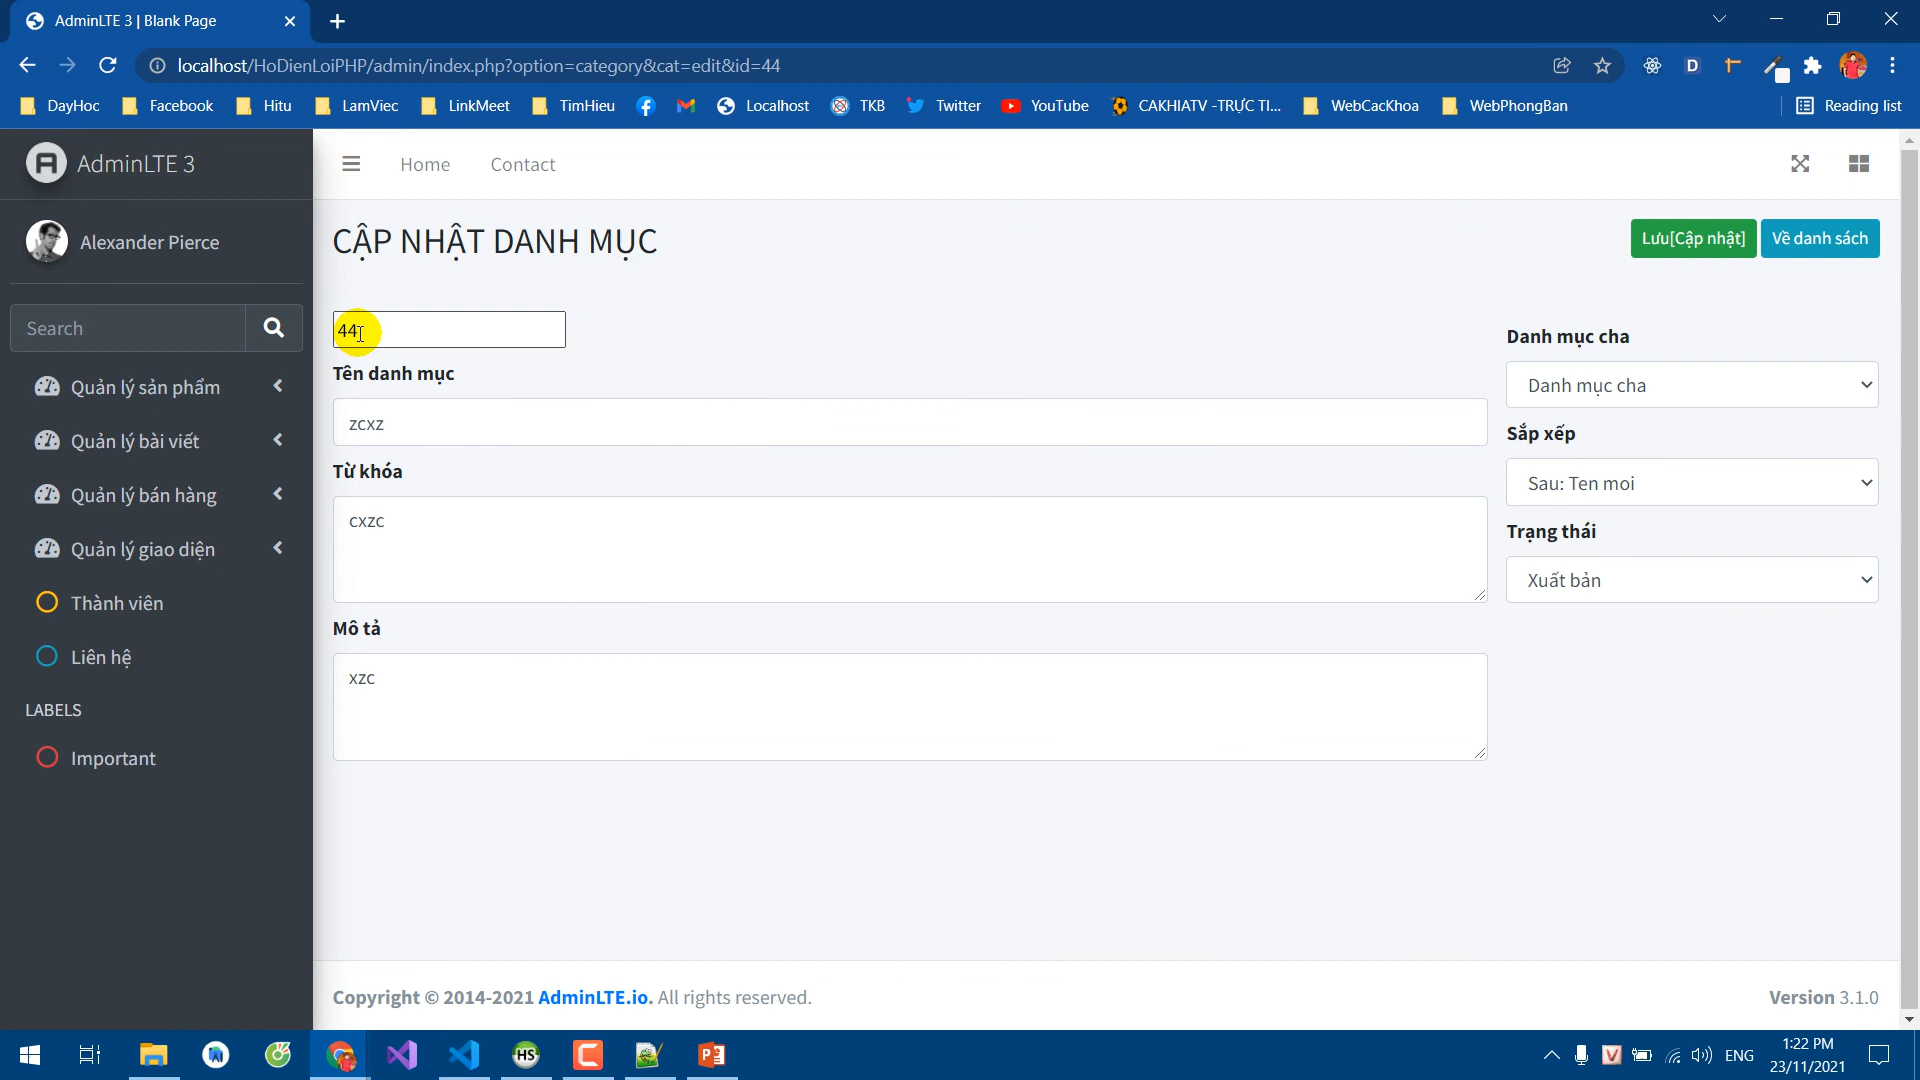 AdminLTE 3 | Blank Page
localhost/HoDienLoiPHP/admin/index.php?option=category&cat=edit&id=44
DayHoc Facebook Hitu LamViec LinkMeet TimHieu Localhost TKB Twitter YouTube CAKHIATV -TRỰC TI... WebCacKhoa WebPhongBan Reading list
AdminLTE 3
Home Contact
Alexander Pierce
CẬP NHẬT DANH MỤC
Lưu[Cập nhật] Về danh sách
Search
44
Danh mục cha
Tên danh mục
Quản lý sản phẩm
Danh mục cha
zcxz
Sắp xếp
Quản lý bài viết
Từ khóa
Sau: Ten moi
Quản lý bán hàng
cxzc
Trạng thái
Quản lý giao diện
Xuất bản
Thành viên
Mô tả
Liên hệ
xzc
LABELS
Important
Copyright © 2014-2021 AdminLTE.io. All rights reserved.
Version 3.1.0
ENG
1:22 PM
23/11/2021